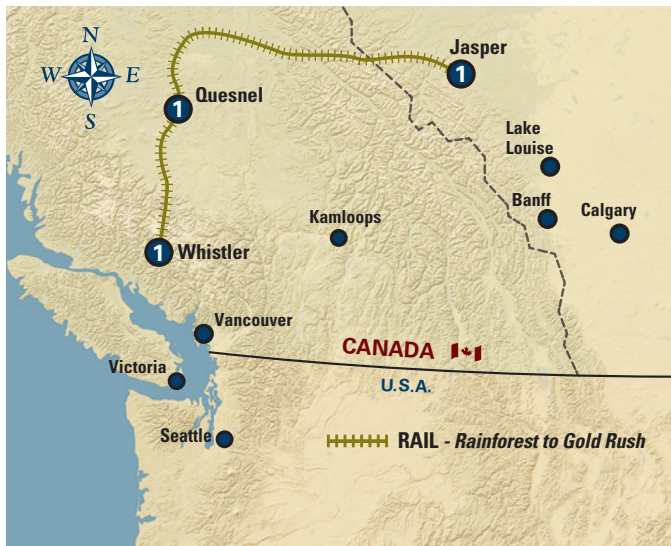 N
W E
S
Jasper
1
Quesnel
1
Lake
Louise
Banff
Calgary
Kamloops
1
Whistler
Vancouver
CANADA
U.S.A.
Victoria
Seattle
RAIL - Rainforest to Gold Rush